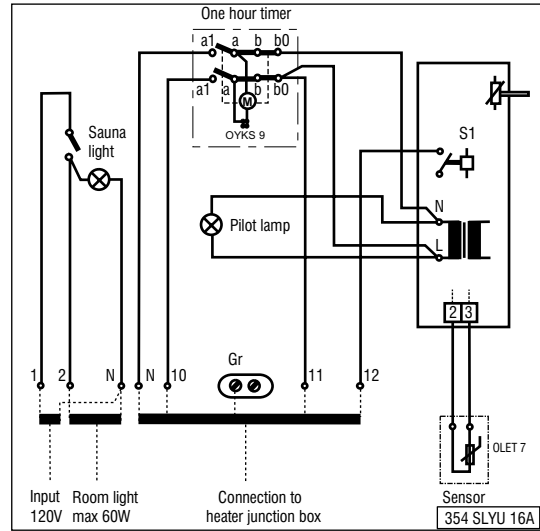 One hour timer
a1 a b b0
a1 a b b0
M
OYKS 9
Sauna
light
S1
N
Pilot lamp
L
2 3
Gr
1 2 N N 10 11 12
OLET 7
Input
120V
Room light
max 60W
Connection to
heater junction box
Sensor
354 SLYU 16A